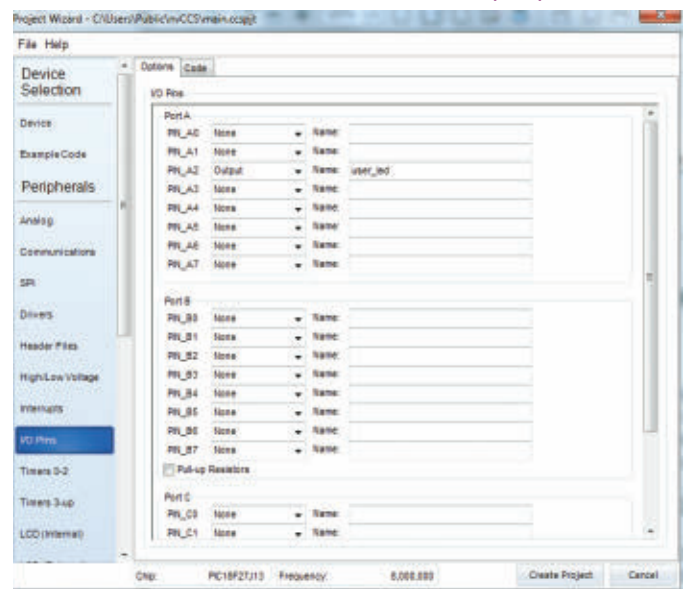 Project Wizard - C:\Users\Public\mvCCS\main.ccspjt
File Help
Device Selection
Device
Example Code
Peripherals
Analog
Communications
SPI
Drivers
Header Files
High/Low Voltage
Interrupts
I/O Pins
Timers 0-2
Timers 3-up
LCD (Internal)
Options Code
I/O Pins
Port A
PIN_A0 None Name:
PIN_A1 None Name:
PIN_A2 Output Name: user_led
PIN_A3 None Name:
PIN_A4 None Name:
PIN_A5 None Name:
PIN_A6 None Name:
PIN_A7 None Name:
Port B
PIN_B0 None Name:
PIN_B1 None Name:
PIN_B2 None Name:
PIN_B3 None Name:
PIN_B4 None Name:
PIN_B5 None Name:
PIN_B6 None Name:
PIN_B7 None Name:
Pull-up Resistors
Port C
PIN_C0 None Name:
PIN_C1 None Name:
Chip: PIC18F27J13 Frequency: 8,000,000 Create Project Cancel